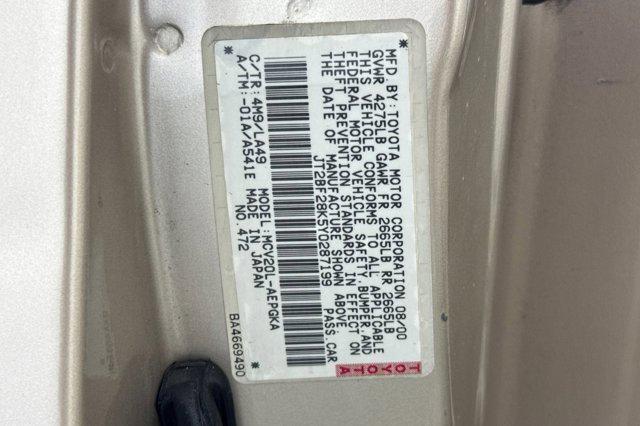 MFD. BY: TOYOTA MOTOR CORPORATION 08/00
GVWR 4275LB GAWR FR 2665LB RR 2665LB
THIS VEHICLE CONFORMS TO ALL APPLICABLE
FEDERAL MOTOR VEHICLE SAFETY, BUMPER, AND
THEFT PREVENTION STANDARDS IN EFFECT ON
THE DATE OF MANUFACTURE SHOWN ABOVE.
JT2BF28K5Y0287199 PASS. CAR
* *
C/TR: 4M9/LA49 MODEL: MCV20L-AEPGKA
A/TM: -01A/A541E MADE IN JAPAN
NO. 472
BA4669490
TOYOTA